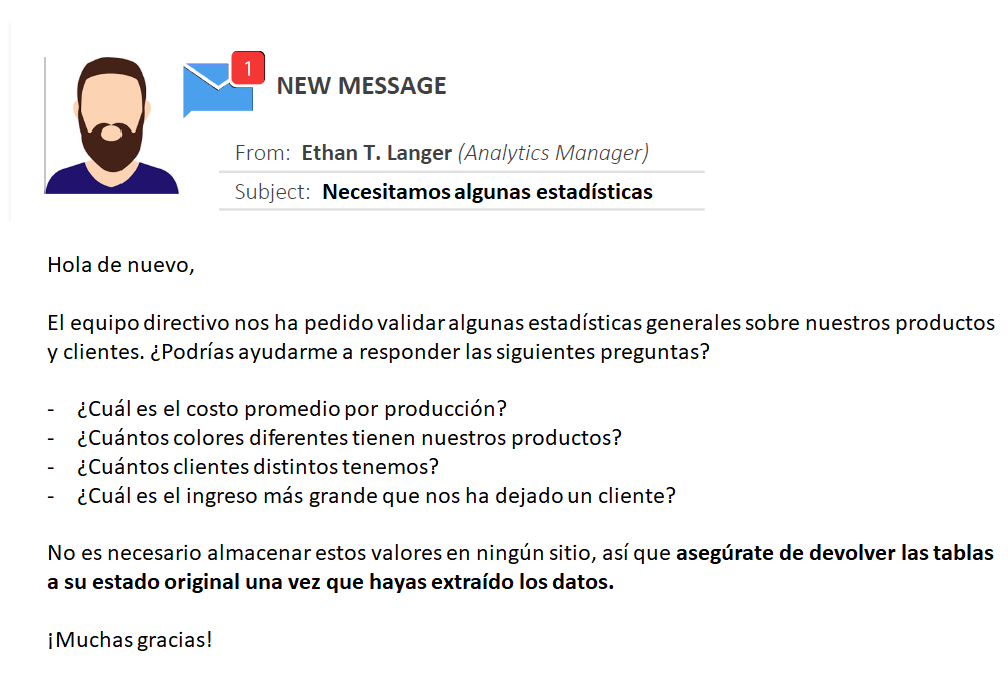 1
NEW MESSAGE
From: Ethan T. Langer (Analytics Manager)
Subject: Necesitamos algunas estadísticas
Hola de nuevo,
El equipo directivo nos ha pedido validar algunas estadísticas generales sobre nuestros productos
y clientes. ¿Podrías ayudarme a responder las siguientes preguntas?
- ¿Cuál es el costo promedio por producción?
- ¿Cuántos colores diferentes tienen nuestros productos?
- ¿Cuántos clientes distintos tenemos?
- ¿Cuál es el ingreso más grande que nos ha dejado un cliente?
No es necesario almacenar estos valores en ningún sitio, así que asegúrate de devolver las tablas
a su estado original una vez que hayas extraído los datos.
¡Muchas gracias!